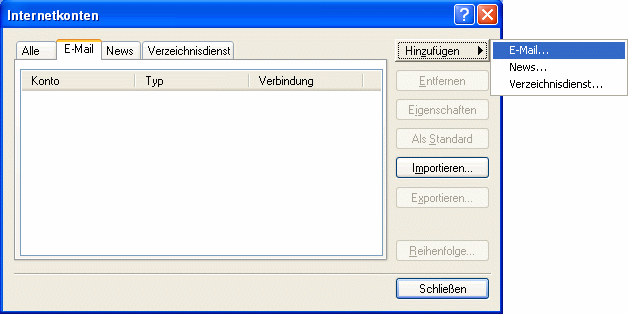 Internetkonten
Alle E-Mail News Verzeichnisdienst
Konto Typ Verbindung
Hinzufügen
E-Mail...
News...
Verzeichnisdienst...
Entfernen
Eigenschaften
Als Standard
Importieren...
Exportieren...
Reihenfolge...
Schließen